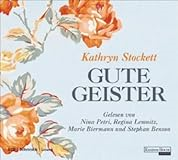 Kathryn Stockett
GUTE
GEISTER
Gelesen von
Nina Petri, Regina Lemnitz,
Marie Biermann und Stephan Benson